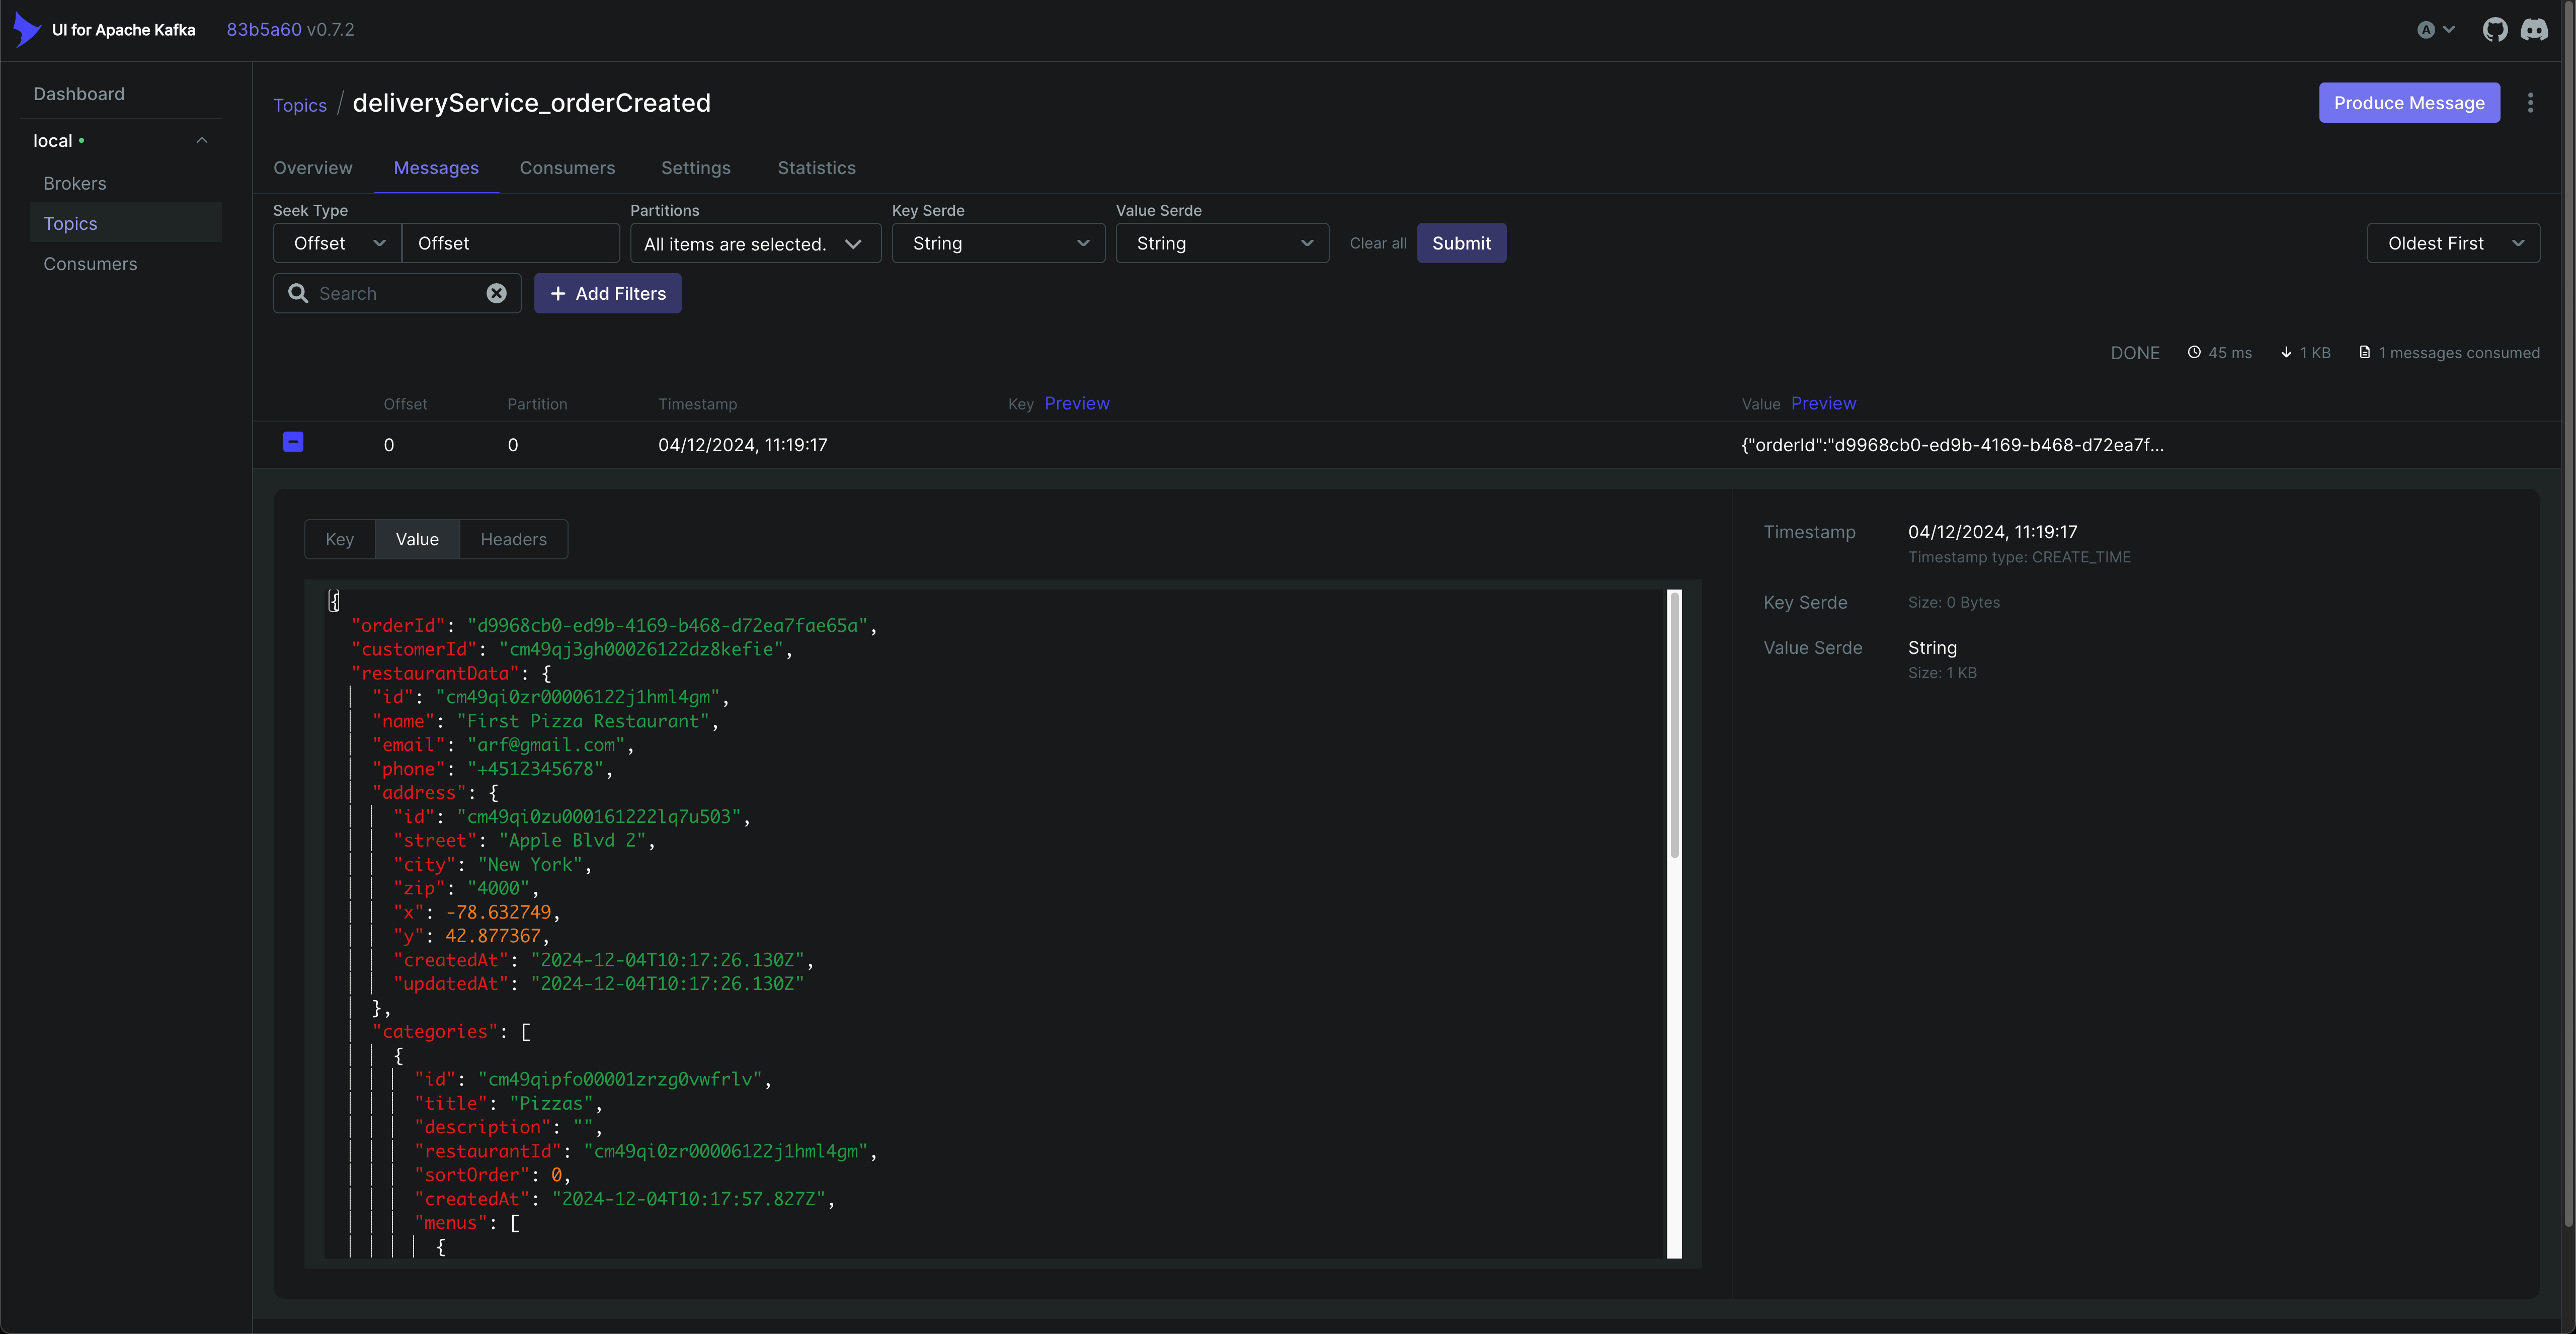 UI for Apache Kafka 83b5a60 v0.7.2
A
Dashboard
local
Brokers
Topics
Consumers
Topics / deliveryService_orderCreated
Produce Message
Overview Messages Consumers Settings Statistics
Seek Type Partitions Key Serde Value Serde
Offset Offset All items are selected. String String Clear all Submit Oldest First
Search Add Filters
DONE 45 ms 1 KB 1 messages consumed
Offset Partition Timestamp Key Preview Value Preview
0 0 04/12/2024, 11:19:17 {"orderId":"d9968cb0-ed9b-4169-b468-d72ea7f...
Key Value Headers
{
"orderId": "d9968cb0-ed9b-4169-b468-d72ea7fae65a",
"customerId": "cm49qj3gh00026122dz8kefie",
"restaurantData": {
"id": "cm49qi0zr00006122j1hml4gm",
"name": "First Pizza Restaurant",
"email": "arf@gmail.com",
"phone": "+4512345678",
"address": {
"id": "cm49qi0zu000161222lq7u503",
"street": "Apple Blvd 2",
"city": "New York",
"zip": "4000",
"x": -78.632749,
"y": 42.877367,
"createdAt": "2024-12-04T10:17:26.130Z",
"updatedAt": "2024-12-04T10:17:26.130Z"
},
"categories": [
{
"id": "cm49qipfo00001zrzg0vwfrlv",
"title": "Pizzas",
"description": "",
"restaurantId": "cm49qi0zr00006122j1hml4gm",
"sortOrder": 0,
"createdAt": "2024-12-04T10:17:57.827Z",
"menus": [
{
Timestamp 04/12/2024, 11:19:17
Timestamp type: CREATE_TIME
Key Serde Size: 0 Bytes
Value Serde String
Size: 1 KB